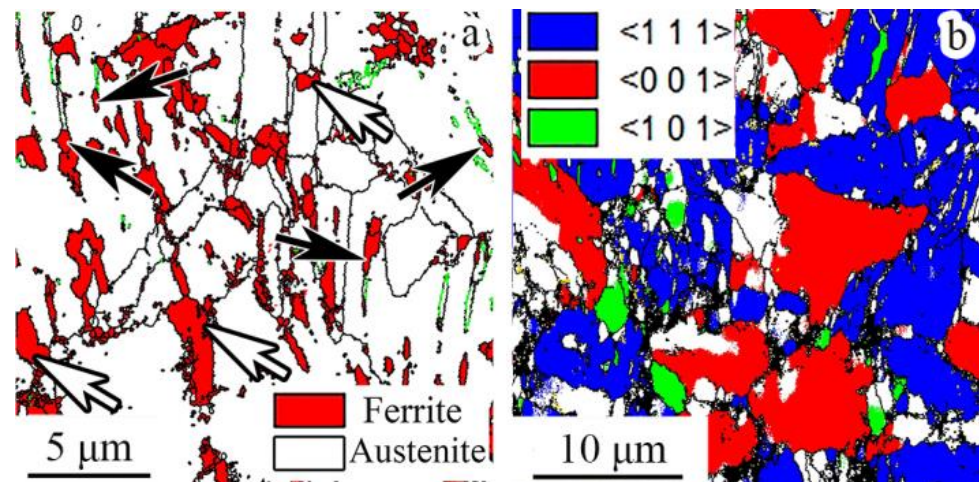 a
Ferrite
Austenite
5 μm
b
<1 1 1>
<0 0 1>
<1 0 1>
10 μm